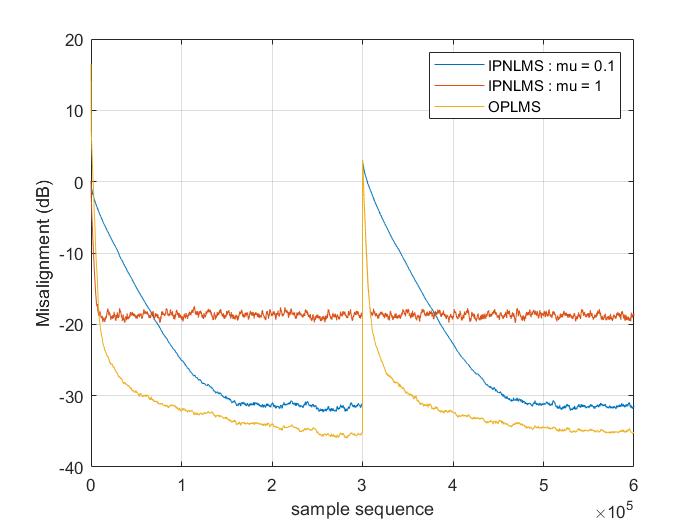 20
10
0
-10
-20
-30
-40
Misalignment (dB)
IPNLMS : mu = 0.1
IPNLMS : mu = 1
OPLMS
0 1 2 3 4 5 6
sample sequence
×10^5